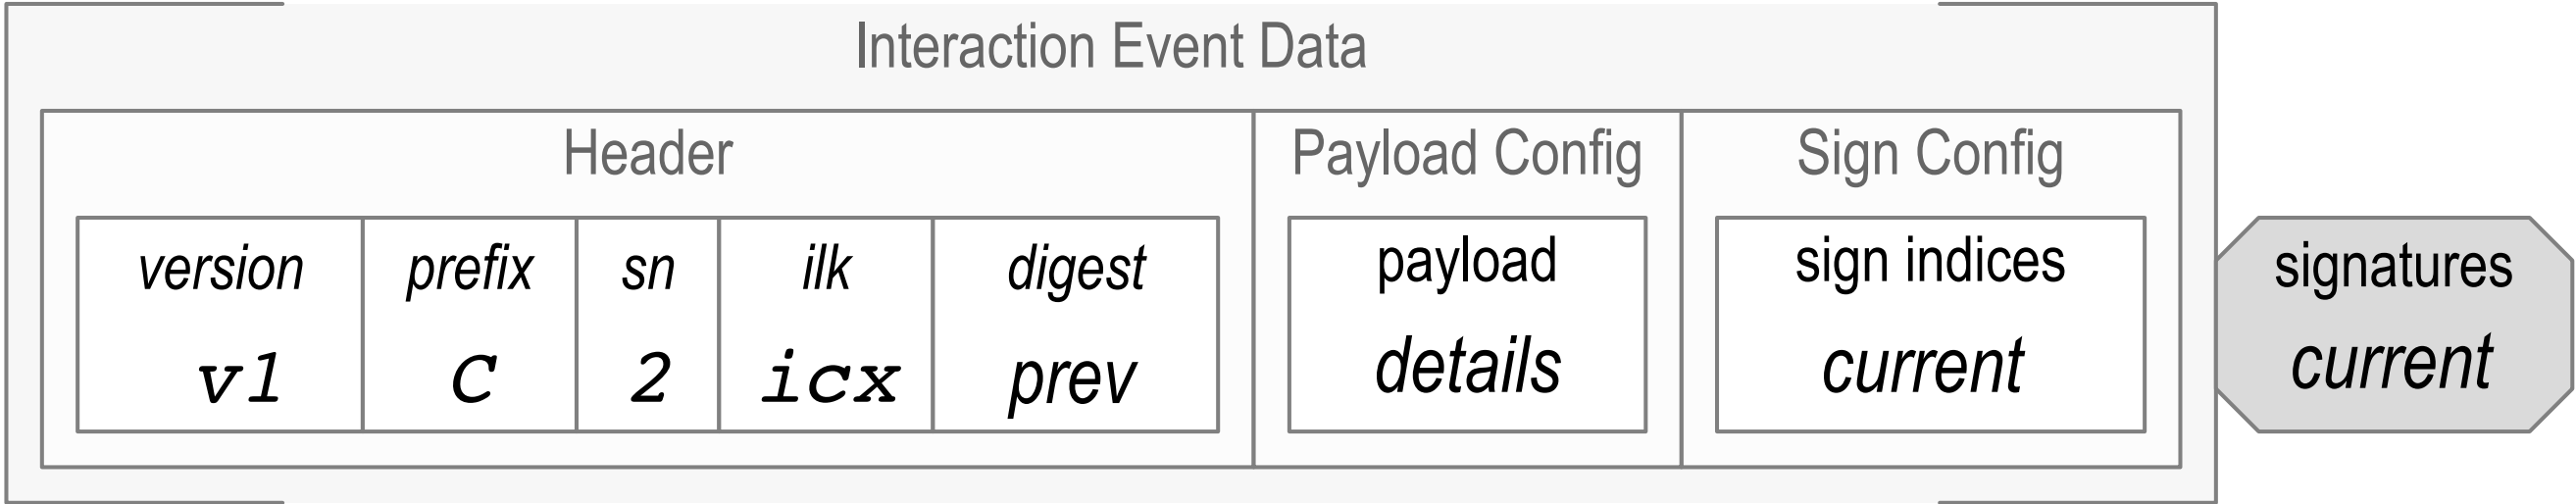 Interaction Event Data
Header
Payload Config
Sign Config
version
prefix
sn
ilk
digest
payload
sign indices
signatures
v1
C
2
icx
prev
details
current
current